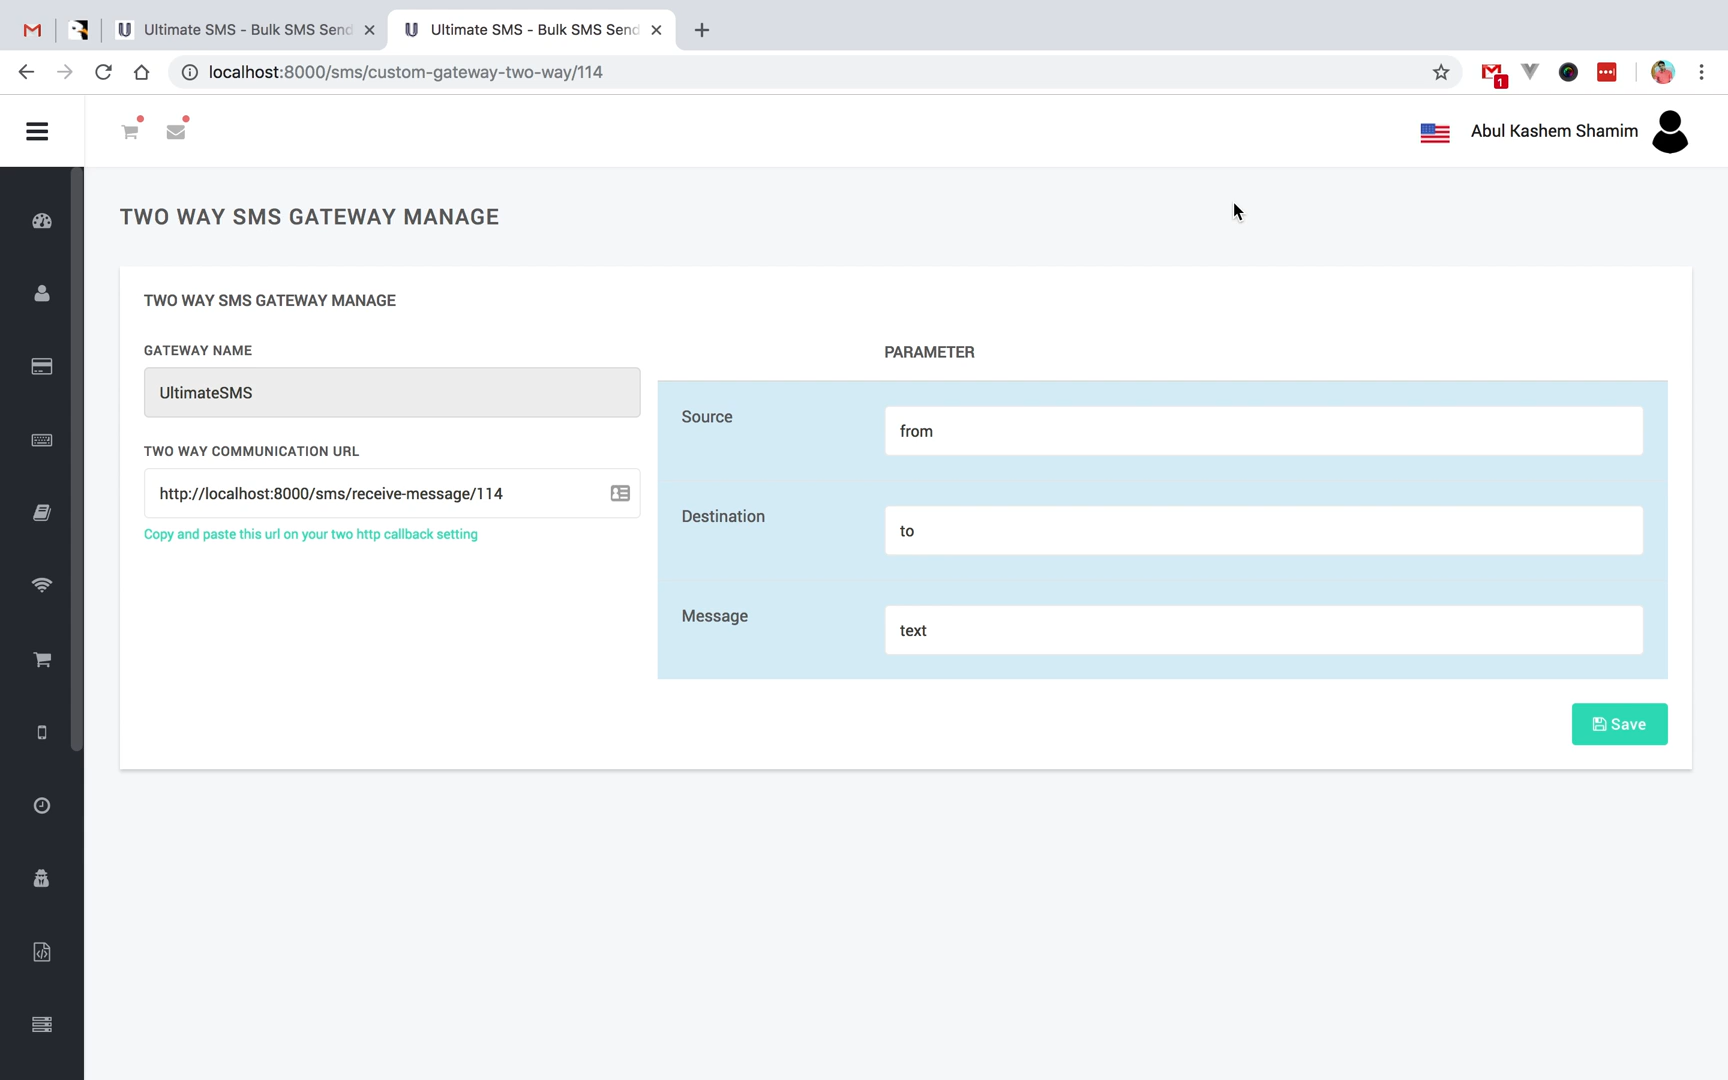 Ultimate SMS - Bulk SMS Send
Ultimate SMS - Bulk SMS Send
localhost:8000/sms/custom-gateway-two-way/114
1
Abul Kashem Shamim
TWO WAY SMS GATEWAY MANAGE
TWO WAY SMS GATEWAY MANAGE
GATEWAY NAME
UltimateSMS
TWO WAY COMMUNICATION URL
http://localhost:8000/sms/receive-message/114
Copy and paste this url on your two http callback setting
PARAMETER
Source
from
Destination
to
Message
text
Save